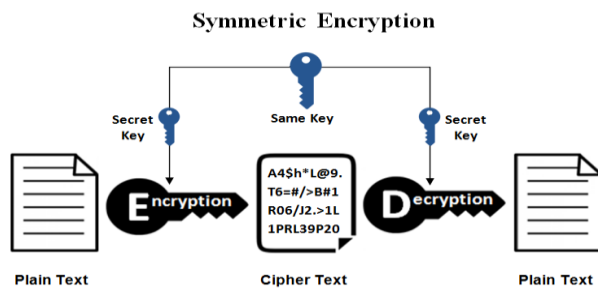 Symmetric Encryption
Secret
Key
Same Key
Secret
Key
Encryption
A4$h*L@9.
T6=#/>B#1
R06/J2.>1L
1PRL39P20
Decryption
Plain Text
Cipher Text
Plain Text